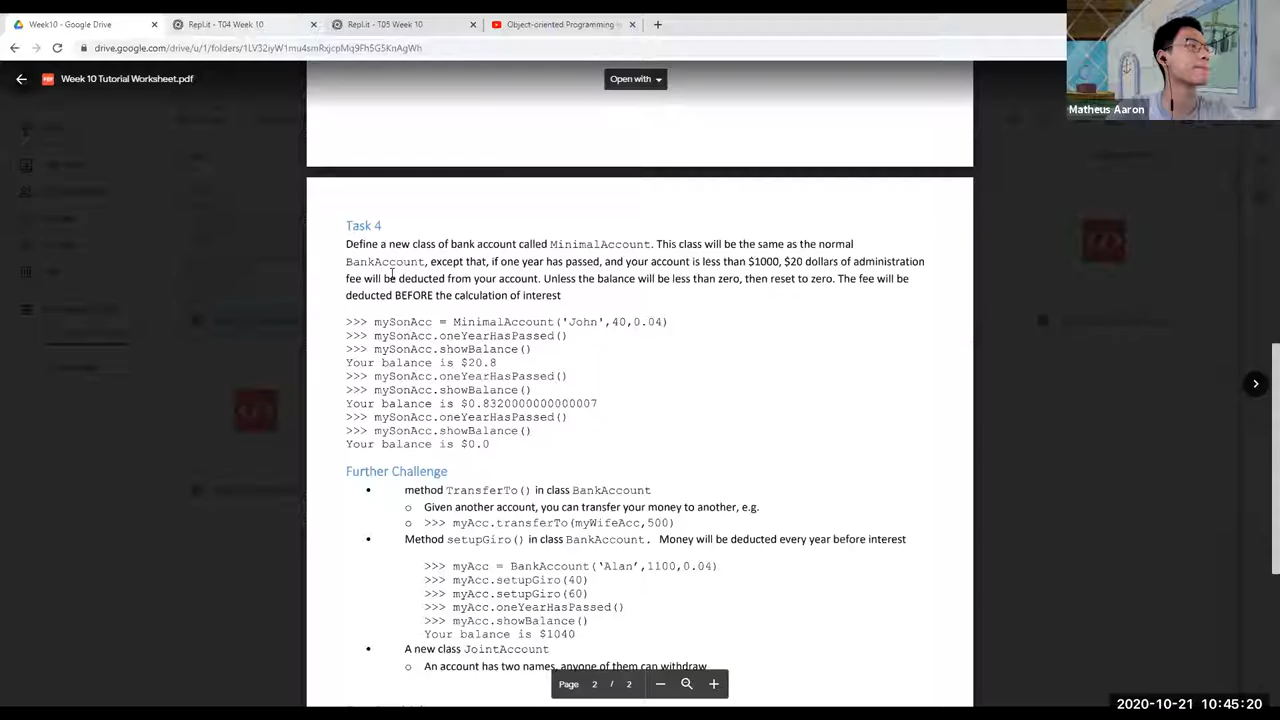 Week10 - Google Drive
Repl.it - T04 Week 10
Repl.it - T05 Week 10
Object-oriented Programming
drive.google.com/drive/u/1/folders/1LV32iyW1mu4smRxjcpMq9Fh5G5KnAgWh
Week 10 Tutorial Worksheet.pdf
Open with
Matheus Aaron
Task 4
Define a new class of bank account called MinimalAccount. This class will be the same as the normal
BankAccount, except that, if one year has passed, and your account is less than $1000, $20 dollars of administration
fee will be deducted from your account. Unless the balance will be less than zero, then reset to zero. The fee will be
deducted BEFORE the calculation of interest
>>> mySonAcc = MinimalAccount('John',40,0.04)
>>> mySonAcc.oneYearHasPassed()
>>> mySonAcc.showBalance()
Your balance is $20.8
>>> mySonAcc.oneYearHasPassed()
>>> mySonAcc.showBalance()
Your balance is $0.8320000000000007
>>> mySonAcc.oneYearHasPassed()
>>> mySonAcc.showBalance()
Your balance is $0.0
Further Challenge
• method TransferTo() in class BankAccount
o Given another account, you can transfer your money to another, e.g.
o >>> myAcc.transferTo(myWifeAcc,500)
• Method setupGiro() in class BankAccount. Money will be deducted every year before interest
>>> myAcc = BankAccount(‘Alan’,1100,0.04)
>>> myAcc.setupGiro(40)
>>> myAcc.setupGiro(60)
>>> myAcc.oneYearHasPassed()
>>> myAcc.showBalance()
Your balance is $1040
• A new class JointAccount
o An account has two names, anyone of them can withdraw
Page 2 / 2
2020-10-21 10:45:20